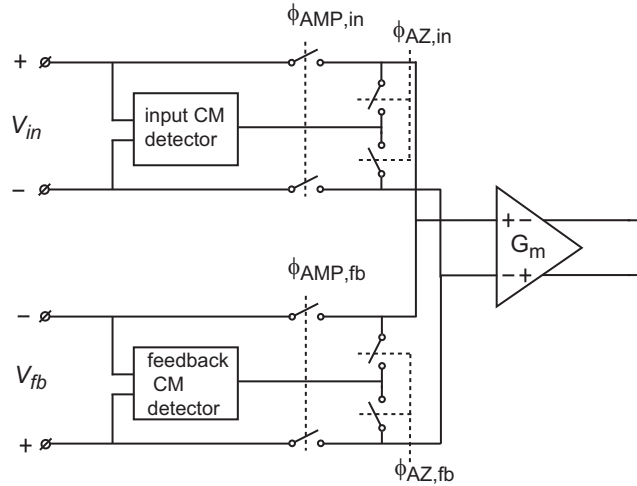 ϕAMP,in
ϕAZ,in
+
Vin
input CM
detector
−
+ −
Gm
− +
ϕAMP,fb
−
Vfb
feedback
CM
detector
+
ϕAZ,fb